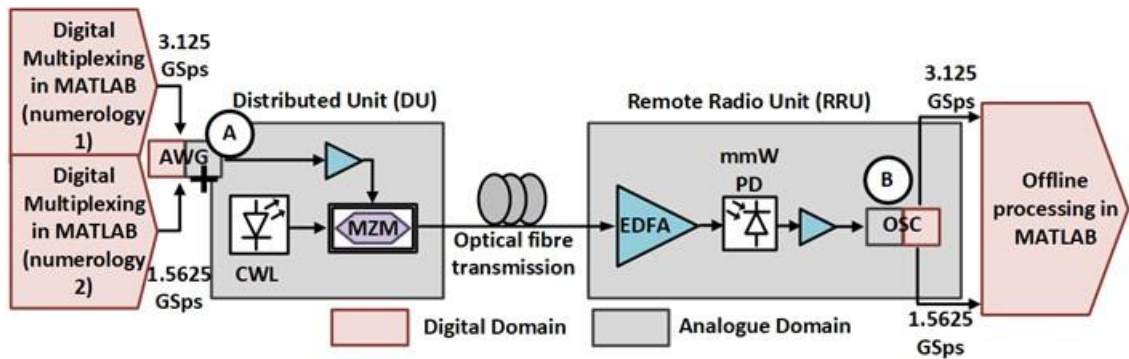 Digital
Multiplexing
in MATLAB
(numerology
1)
3.125
GSps
Digital
Multiplexing
in MATLAB
(numerology
2)
1.5625
GSps
AWG
+
A
Distributed Unit (DU)
CWL
MZM
Optical fibre
transmission
Remote Radio Unit (RRU)
EDFA
mmW
PD
B
OSC
3.125
GSps
1.5625
GSps
Offline
processing in
MATLAB
Digital Domain
Analogue Domain